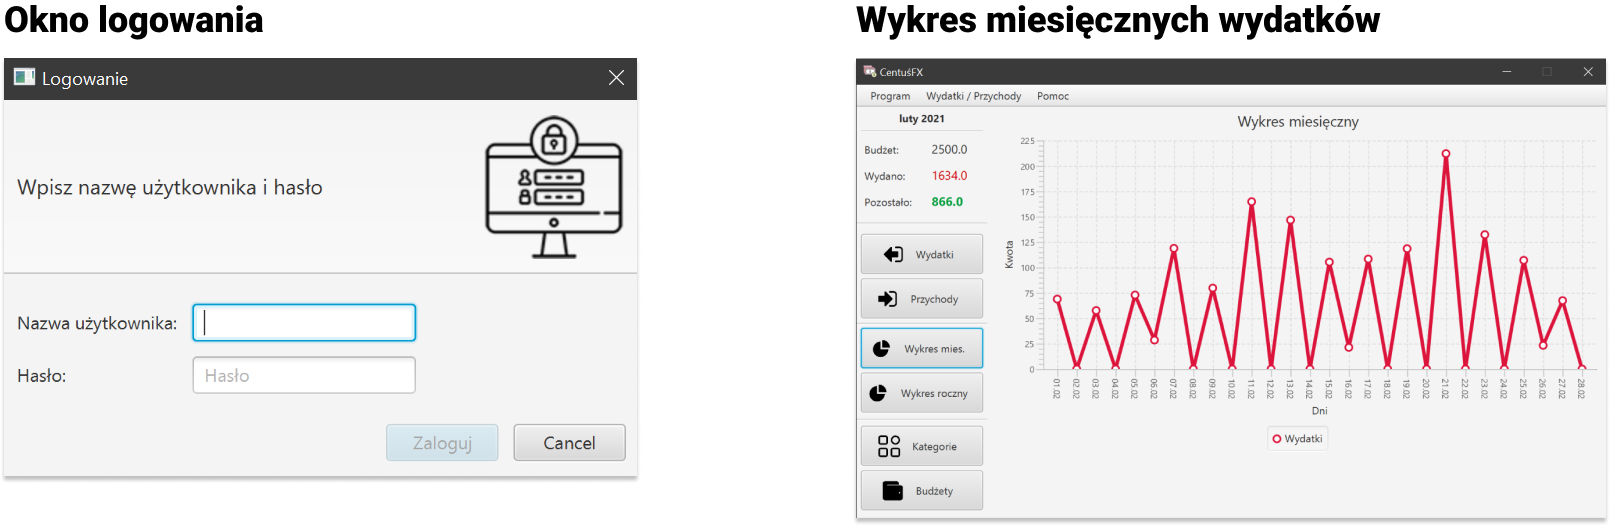 Okno logowania
Logowanie
Wpisz nazwę użytkownika i hasło
Nazwa użytkownika:
Hasło:
Hasło
Zaloguj
Cancel
Wykres miesięcznych wydatków
CentuśFX
Program Wydatki / Przychody Pomoc
luty 2021
Budżet: 2500.0
Wydano: 1634.0
Pozostało: 866.0
Wydatki
Przychody
Wykres mies.
Wykres roczny
Kategorie
Budżety
Wykres miesięczny
Kwota
225
200
175
150
125
100
75
50
25
0
01.02 02.02 03.02 04.02 05.02 06.02 07.02 08.02 09.02 10.02 11.02 12.02 13.02 14.02 15.02 16.02 17.02 18.02 19.02 20.02 21.02 22.02 23.02 24.02 25.02 26.02 27.02 28.02
Dni
Wydatki